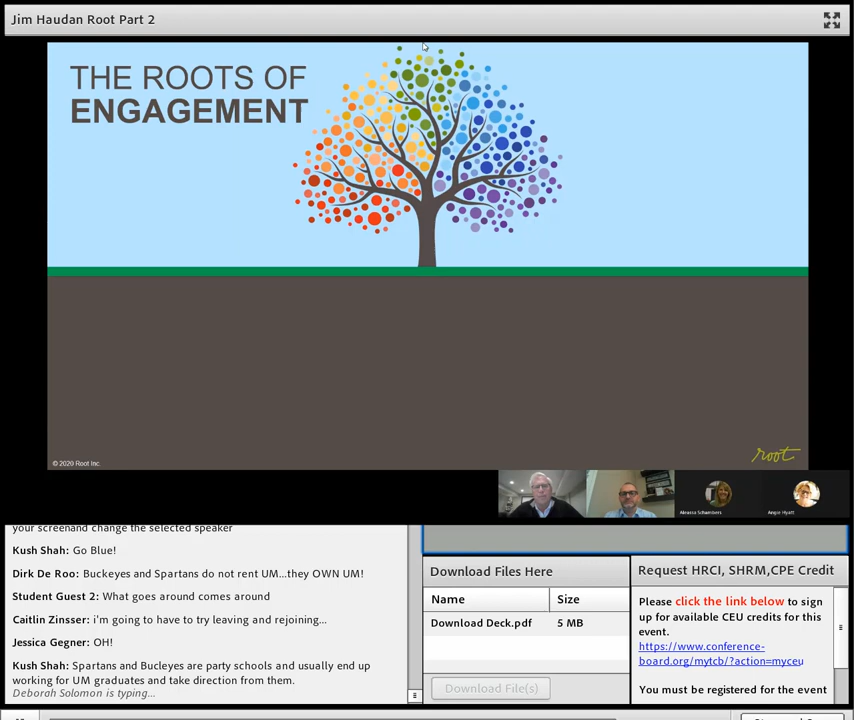 Jim Haudan Root Part 2
THE ROOTS OF
ENGAGEMENT
© 2020 Root Inc.
root
Alessa Schambers
Angie Hyatt
your screenand change the selected speaker
Kush Shah: Go Blue!
Dirk De Roo: Buckeyes and Spartans do not rent UM...they OWN UM!
Student Guest 2: What goes around comes around
Caitlin Zinsser: i'm going to have to try leaving and rejoining...
Jessica Gegner: OH!
Kush Shah: Spartans and Bucleyes are party schools and usually end up
working for UM graduates and take direction from them.
Deborah Solomon is typing...
Download Files Here
Name Size
Download Deck.pdf 5 MB
Download File(s)
Request HRCI, SHRM,CPE Credit
Please click the link below to sign
up for available CEU credits for this
event.
https://www.conference-
board.org/mytcb/?action=myceu
You must be registered for the event